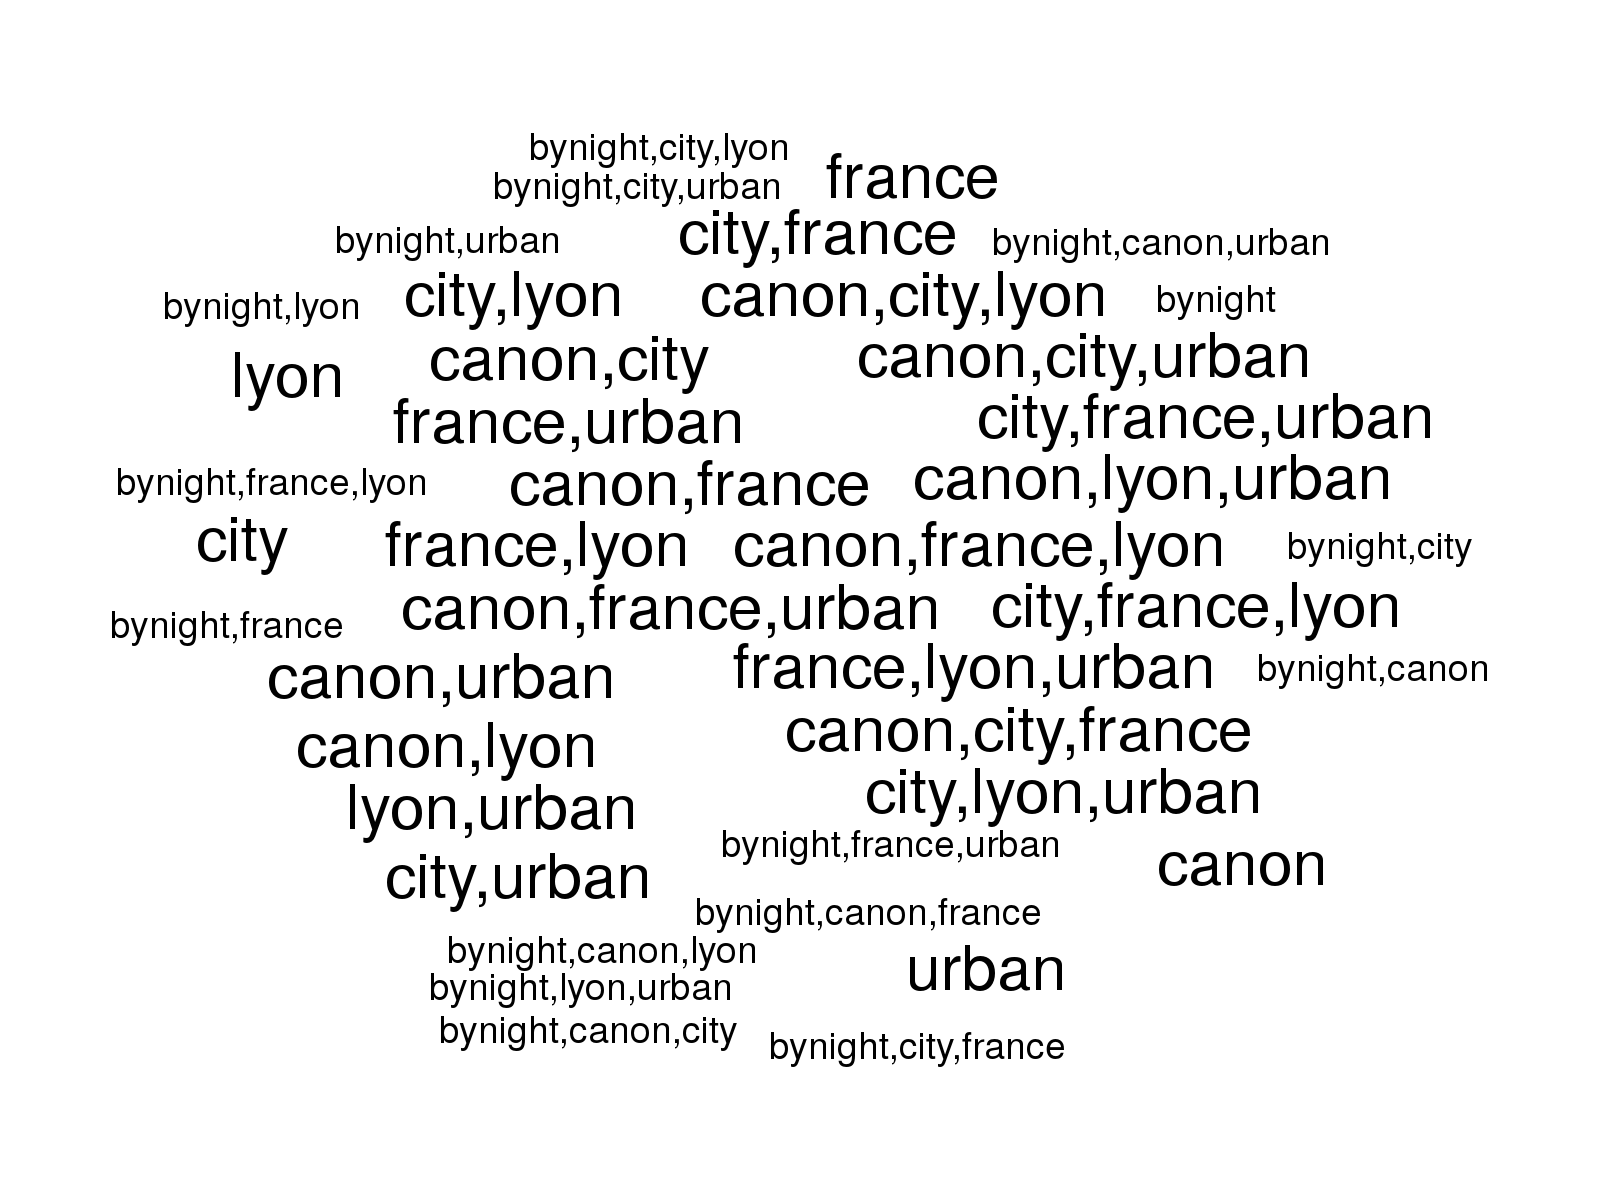 bynight,city,lyon
france
bynight,city,urban
city,france
bynight,urban
bynight,canon,urban
city,lyon
canon,city,lyon
bynight
bynight,lyon
canon,city
canon,city,urban
lyon
france,urban
city,france,urban
bynight,france,lyon
canon,france
canon,lyon,urban
city
france,lyon
canon,france,lyon
bynight,city
canon,france,urban
city,france,lyon
bynight,france
canon,urban
france,lyon,urban
bynight,canon
canon,lyon
canon,city,france
lyon,urban
city,lyon,urban
bynight,france,urban
canon
city,urban
bynight,canon,france
bynight,canon,lyon
urban
bynight,lyon,urban
bynight,canon,city
bynight,city,france